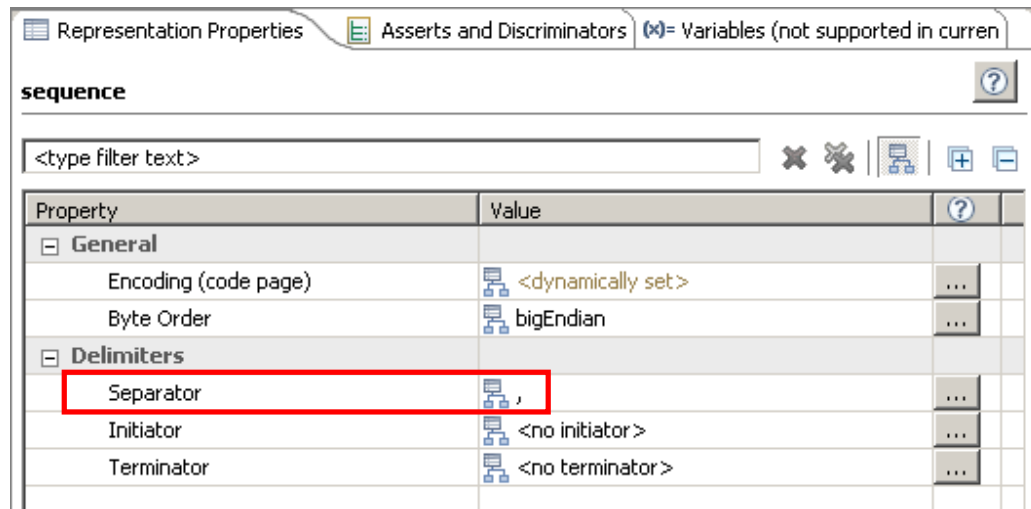 Representation Properties Asserts and Discriminators (x)= Variables (not supported in curren
sequence
<type filter text>
Property Value
General
Encoding (code page) <dynamically set> ...
Byte Order bigEndian ...
Delimiters
Separator , ...
Initiator <no initiator> ...
Terminator <no terminator> ...